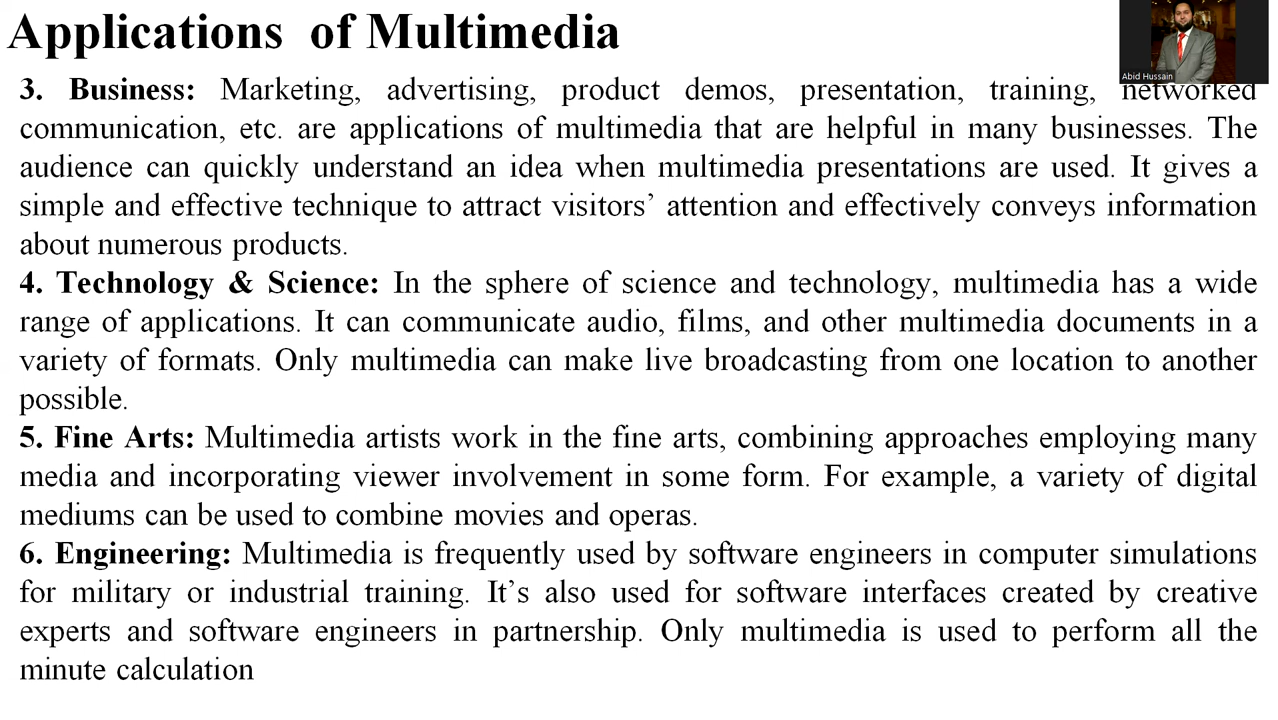 Applications of Multimedia
Abid Hussain
3. Business: Marketing, advertising, product demos, presentation, training, networked
communication, etc. are applications of multimedia that are helpful in many businesses. The
audience can quickly understand an idea when multimedia presentations are used. It gives a
simple and effective technique to attract visitors’ attention and effectively conveys information
about numerous products.
4. Technology & Science: In the sphere of science and technology, multimedia has a wide
range of applications. It can communicate audio, films, and other multimedia documents in a
variety of formats. Only multimedia can make live broadcasting from one location to another
possible.
5. Fine Arts: Multimedia artists work in the fine arts, combining approaches employing many
media and incorporating viewer involvement in some form. For example, a variety of digital
mediums can be used to combine movies and operas.
6. Engineering: Multimedia is frequently used by software engineers in computer simulations
for military or industrial training. It’s also used for software interfaces created by creative
experts and software engineers in partnership. Only multimedia is used to perform all the
minute calculation